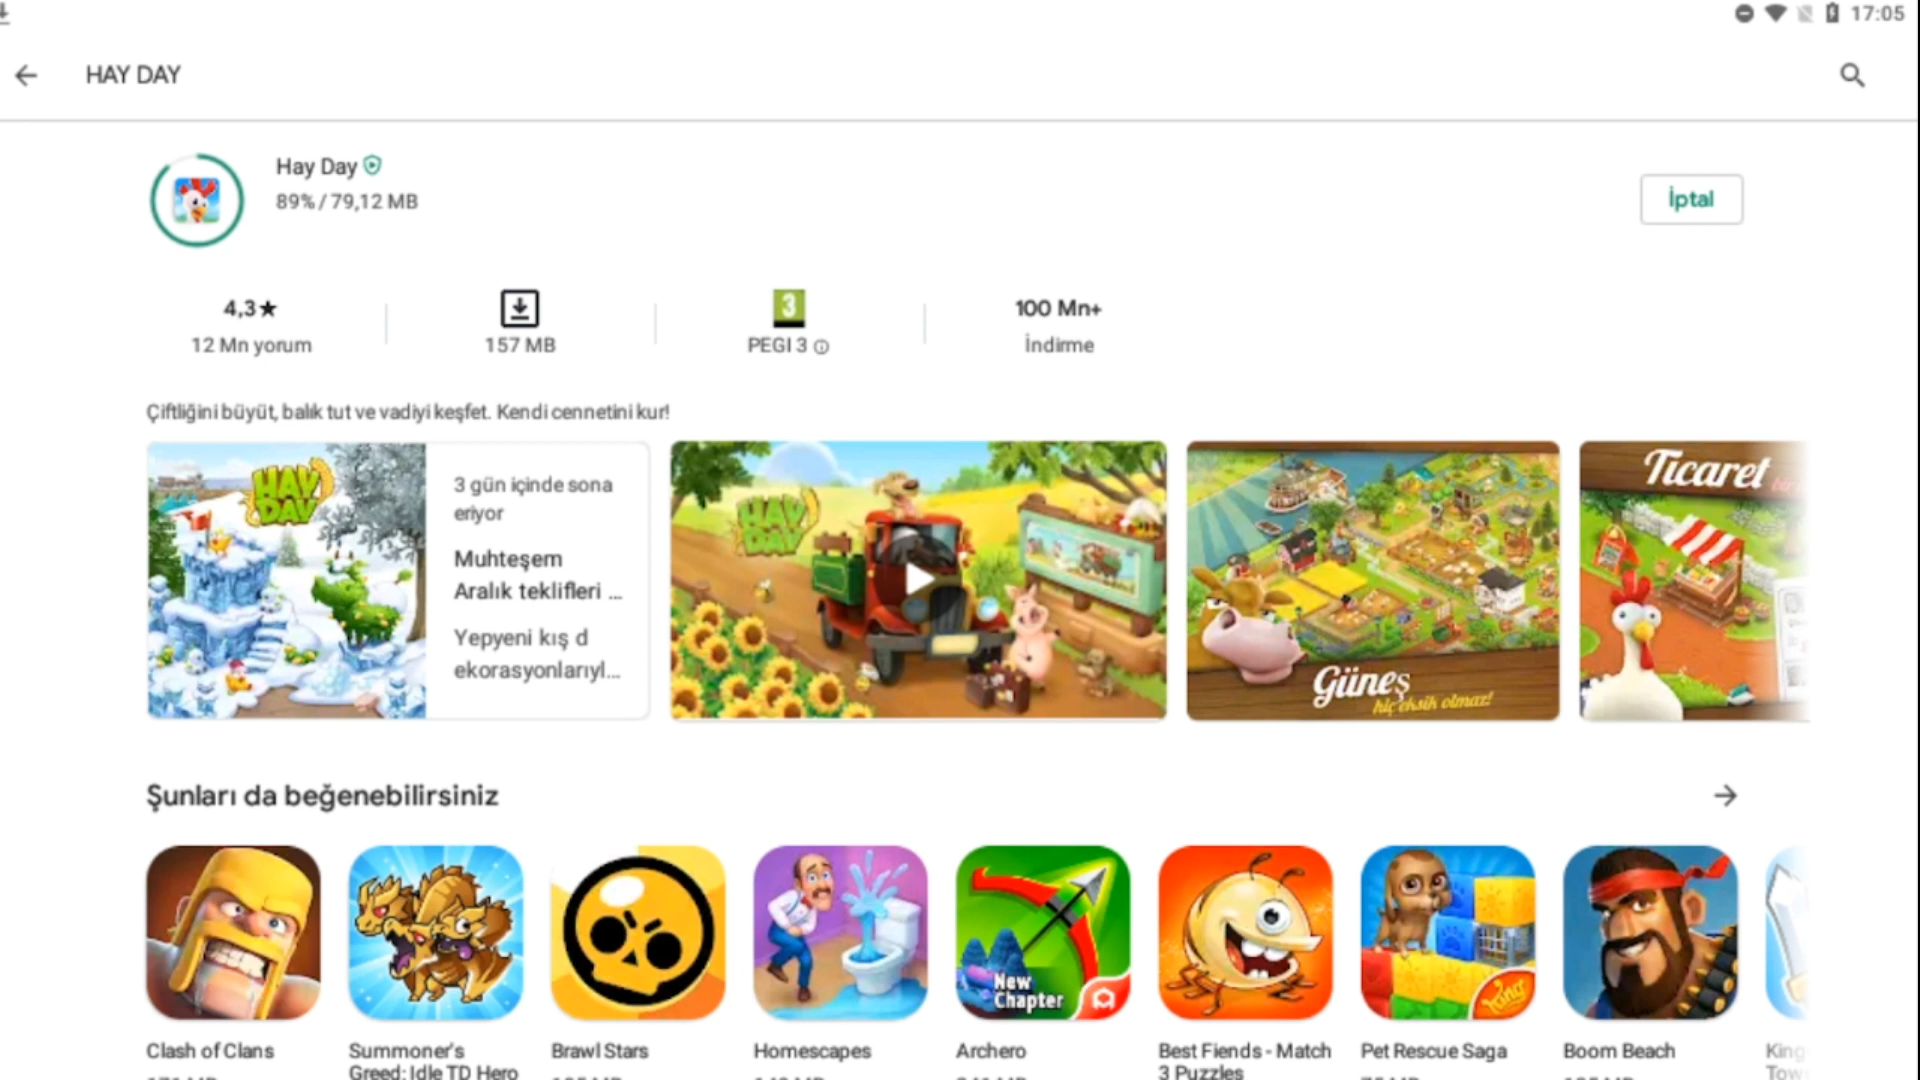 17:05
HAY DAY
Hay Day
89% / 79,12 MB
İptal
4,3★
12 Mn yorum
157 MB
3
PEGI 3
100 Mn+
İndirme
Çiftliğini büyüt, balık tut ve vadiyi keşfet. Kendi cennetini kur!
HAY
DAY
3 gün içinde sona
eriyor
Muhteşem
Aralık teklifleri ...
Yepyeni kış d
ekorasyonlarıyl...
HAY
DAY
Güneş
hiç eksik olmaz!
Ticaret
Şunları da beğenebilirsiniz
New
Chapter
King
Clash of Clans
Summoner's
Greed: Idle TD Hero
Brawl Stars
Homescapes
Archero
Best Fiends - Match
3 Puzzles
Pet Rescue Saga
Boom Beach
King